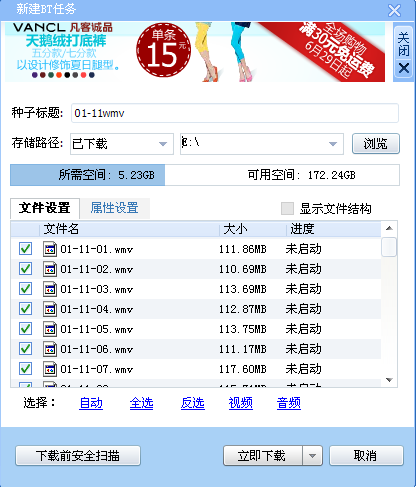 新建BT任务
VANCL 凡客诚品
天鹅绒打底裤
五分款/七分款
以设计修饰夏日腿型。
单条
15元
全场购物
满30元免运费
6月29日起
关闭
种子标题: 01-11wmv
存储路径: 已下载 C:\ 浏览
所需空间: 5.23GB 可用空间: 172.24GB
文件设置 属性设置 显示文件结构
文件名 大小 进度
01-11-01.wmv 111.86MB 未启动
01-11-02.wmv 110.69MB 未启动
01-11-03.wmv 113.69MB 未启动
01-11-04.wmv 112.87MB 未启动
01-11-05.wmv 113.75MB 未启动
01-11-06.wmv 111.17MB 未启动
01-11-07.wmv 117.60MB 未启动
选择: 自动 全选 反选 视频 音频
下载前安全扫描 立即下载 取消